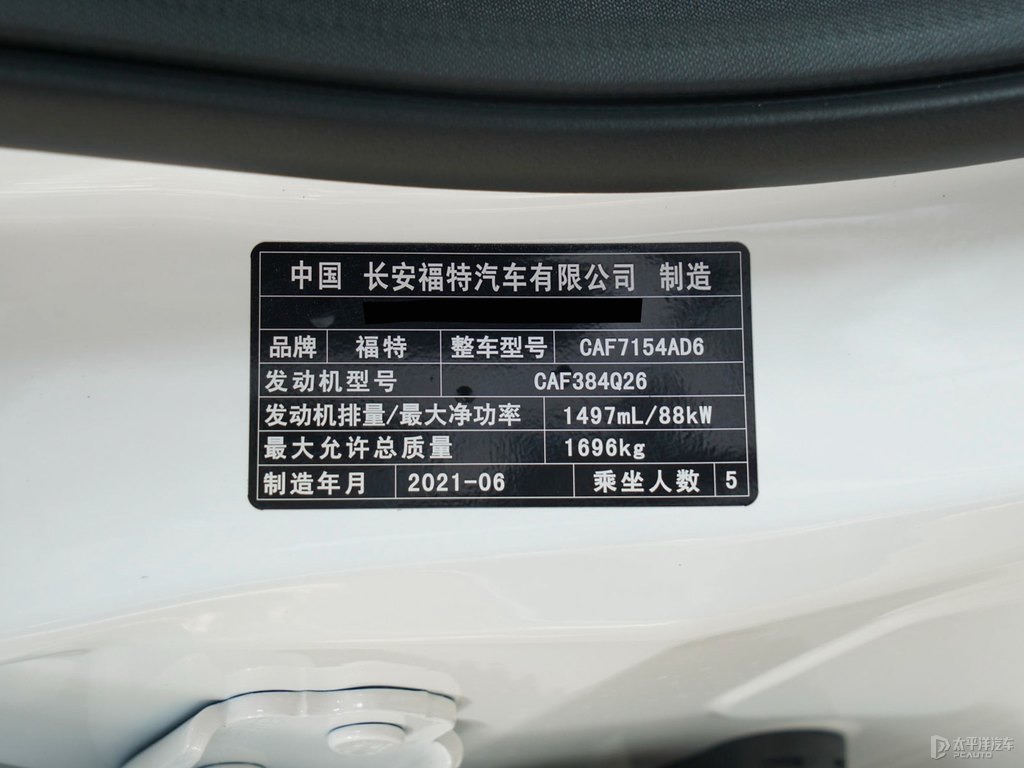 中国 长安福特汽车有限公司 制造
品牌 福特 整车型号 CAF7154AD6
发动机型号 CAF384Q26
发动机排量/最大净功率 1497mL/88kW
最大允许总质量 1696kg
制造年月 2021-06 乘坐人数 5
太平洋汽车
PCAUTO